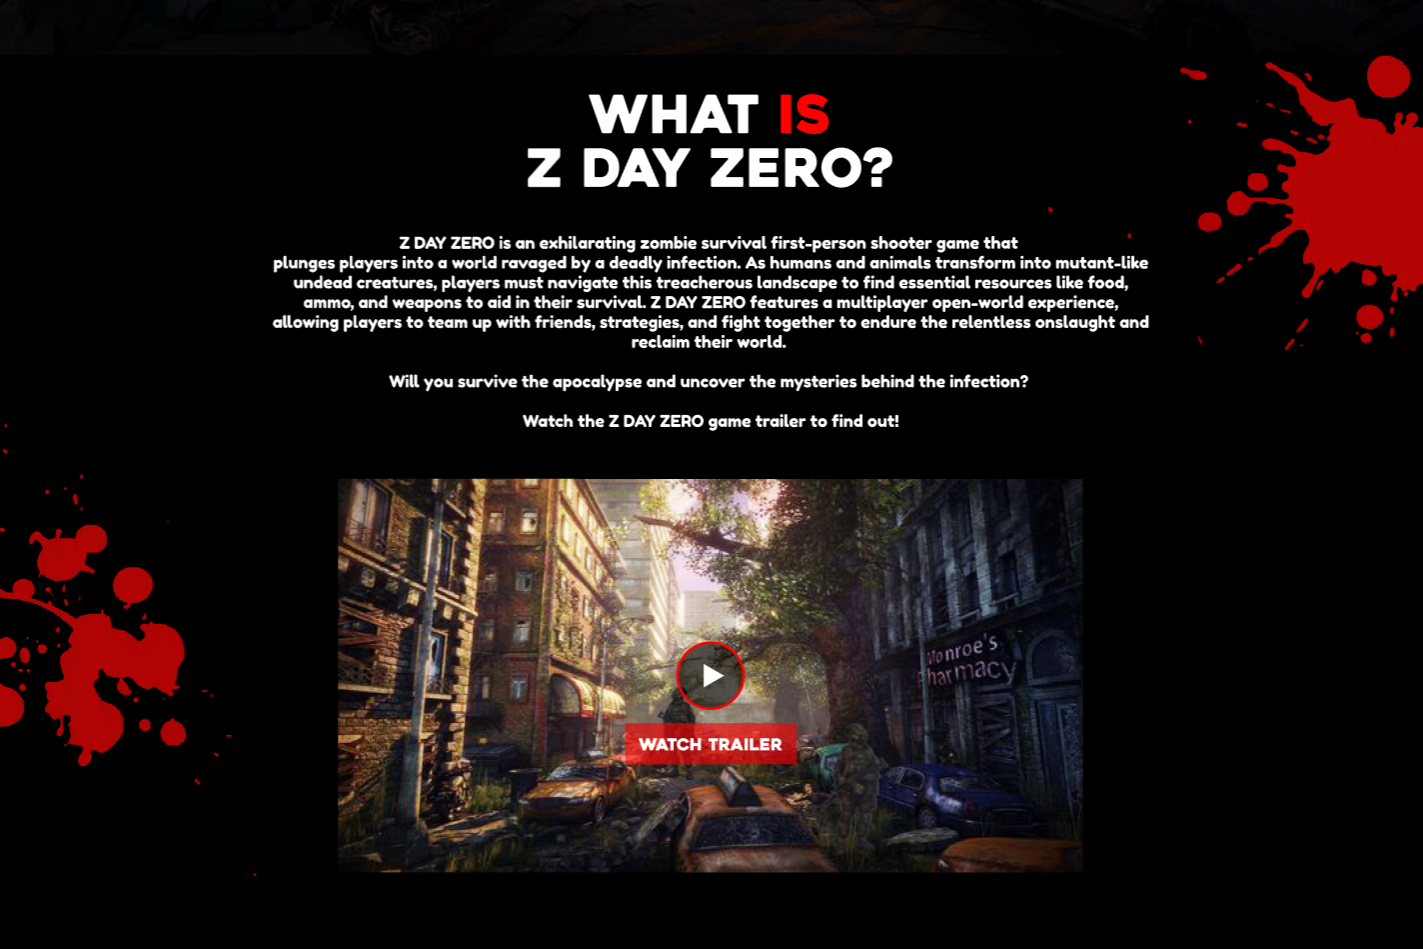 WHAT IS
Z DAY ZERO?
Z DAY ZERO is an exhilarating zombie survival first-person shooter game that
plunges players into a world ravaged by a deadly infection. As humans and animals transform into mutant-like
undead creatures, players must navigate this treacherous landscape to find essential resources like food,
ammo, and weapons to aid in their survival. Z DAY ZERO features a multiplayer open-world experience,
allowing players to team up with friends, strategies, and fight together to endure the relentless onslaught and
reclaim their world.
Will you survive the apocalypse and uncover the mysteries behind the infection?
Watch the Z DAY ZERO game trailer to find out!
Monroe's
Pharmacy
WATCH TRAILER